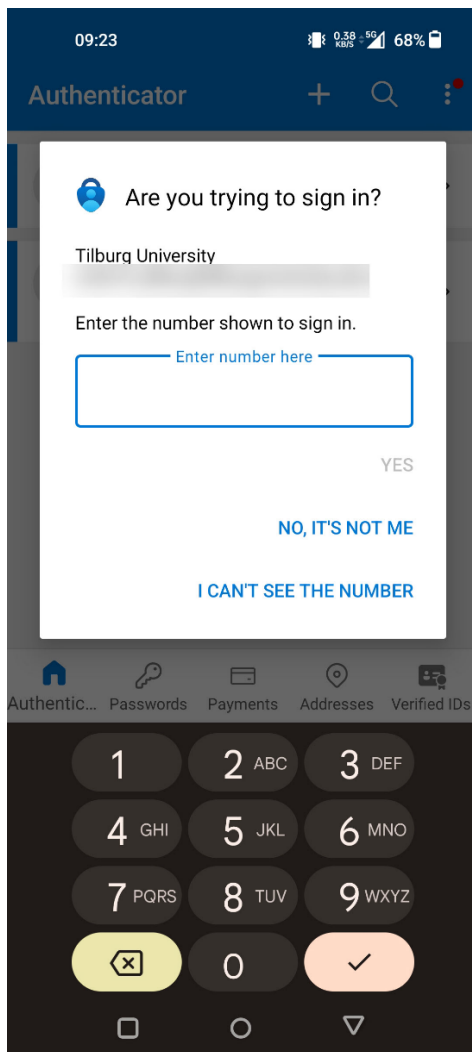 09:23 0.38 KB/S 5G 68%
Authenticator
Are you trying to sign in?
Tilburg University
Enter the number shown to sign in.
Enter number here
YES
NO, IT'S NOT ME
I CAN'T SEE THE NUMBER
Authentic... Passwords Payments Addresses Verified IDs
1 2 ABC 3 DEF
4 GHI 5 JKL 6 MNO
7 PQRS 8 TUV 9 WXYZ
0